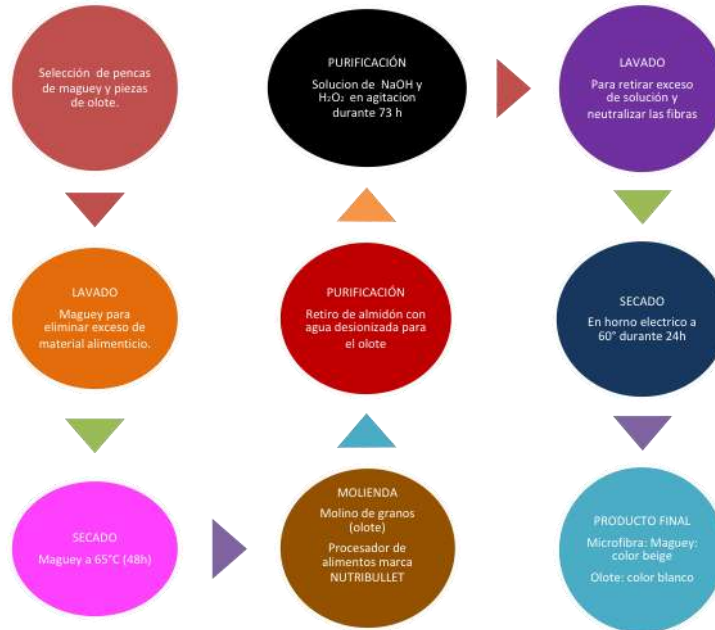 Selección de pencas
de maguey y piezas
de olote.
LAVADO
Maguey para
eliminar exceso de
material alimenticio.
SECADO
Maguey a 65°C (48h)
MOLIENDA
Molino de granos
(olote)
Procesador de
alimentos marca
NUTRIBULLET
PURIFICACIÓN
Retiro de almidón con
agua desionizada para
el olote
PURIFICACIÓN
Solucion de NaOH y
H₂O₂ en agitacion
durante 73 h
LAVADO
Para retirar exceso
de solución y
neutralizar las fibras
SECADO
En horno electrico a
60° durante 24h
PRODUCTO FINAL
Microfibra: Maguey:
color beige
Olote: color blanco